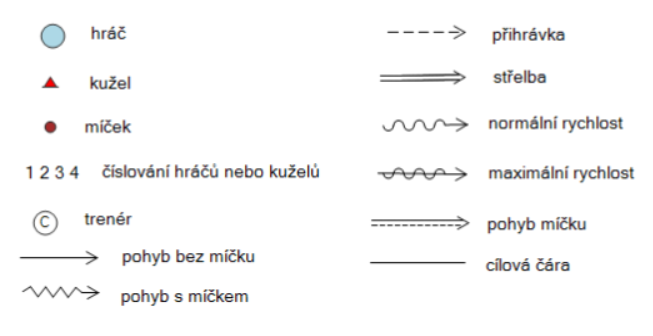 hráč
kužel
míček
1 2 3 4 číslování hráčů nebo kuželů
C trenér
pohyb bez míčku
pohyb s míčkem
přihrávka
střelba
normální rychlost
maximální rychlost
pohyb míčku
cílová čára